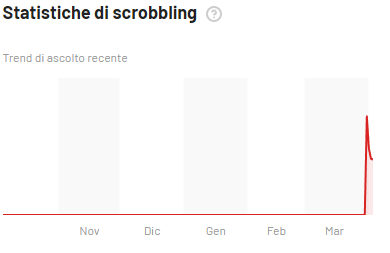 Statistiche di scrobbling ?
Trend di ascolto recente
Nov Dic Gen Feb Mar